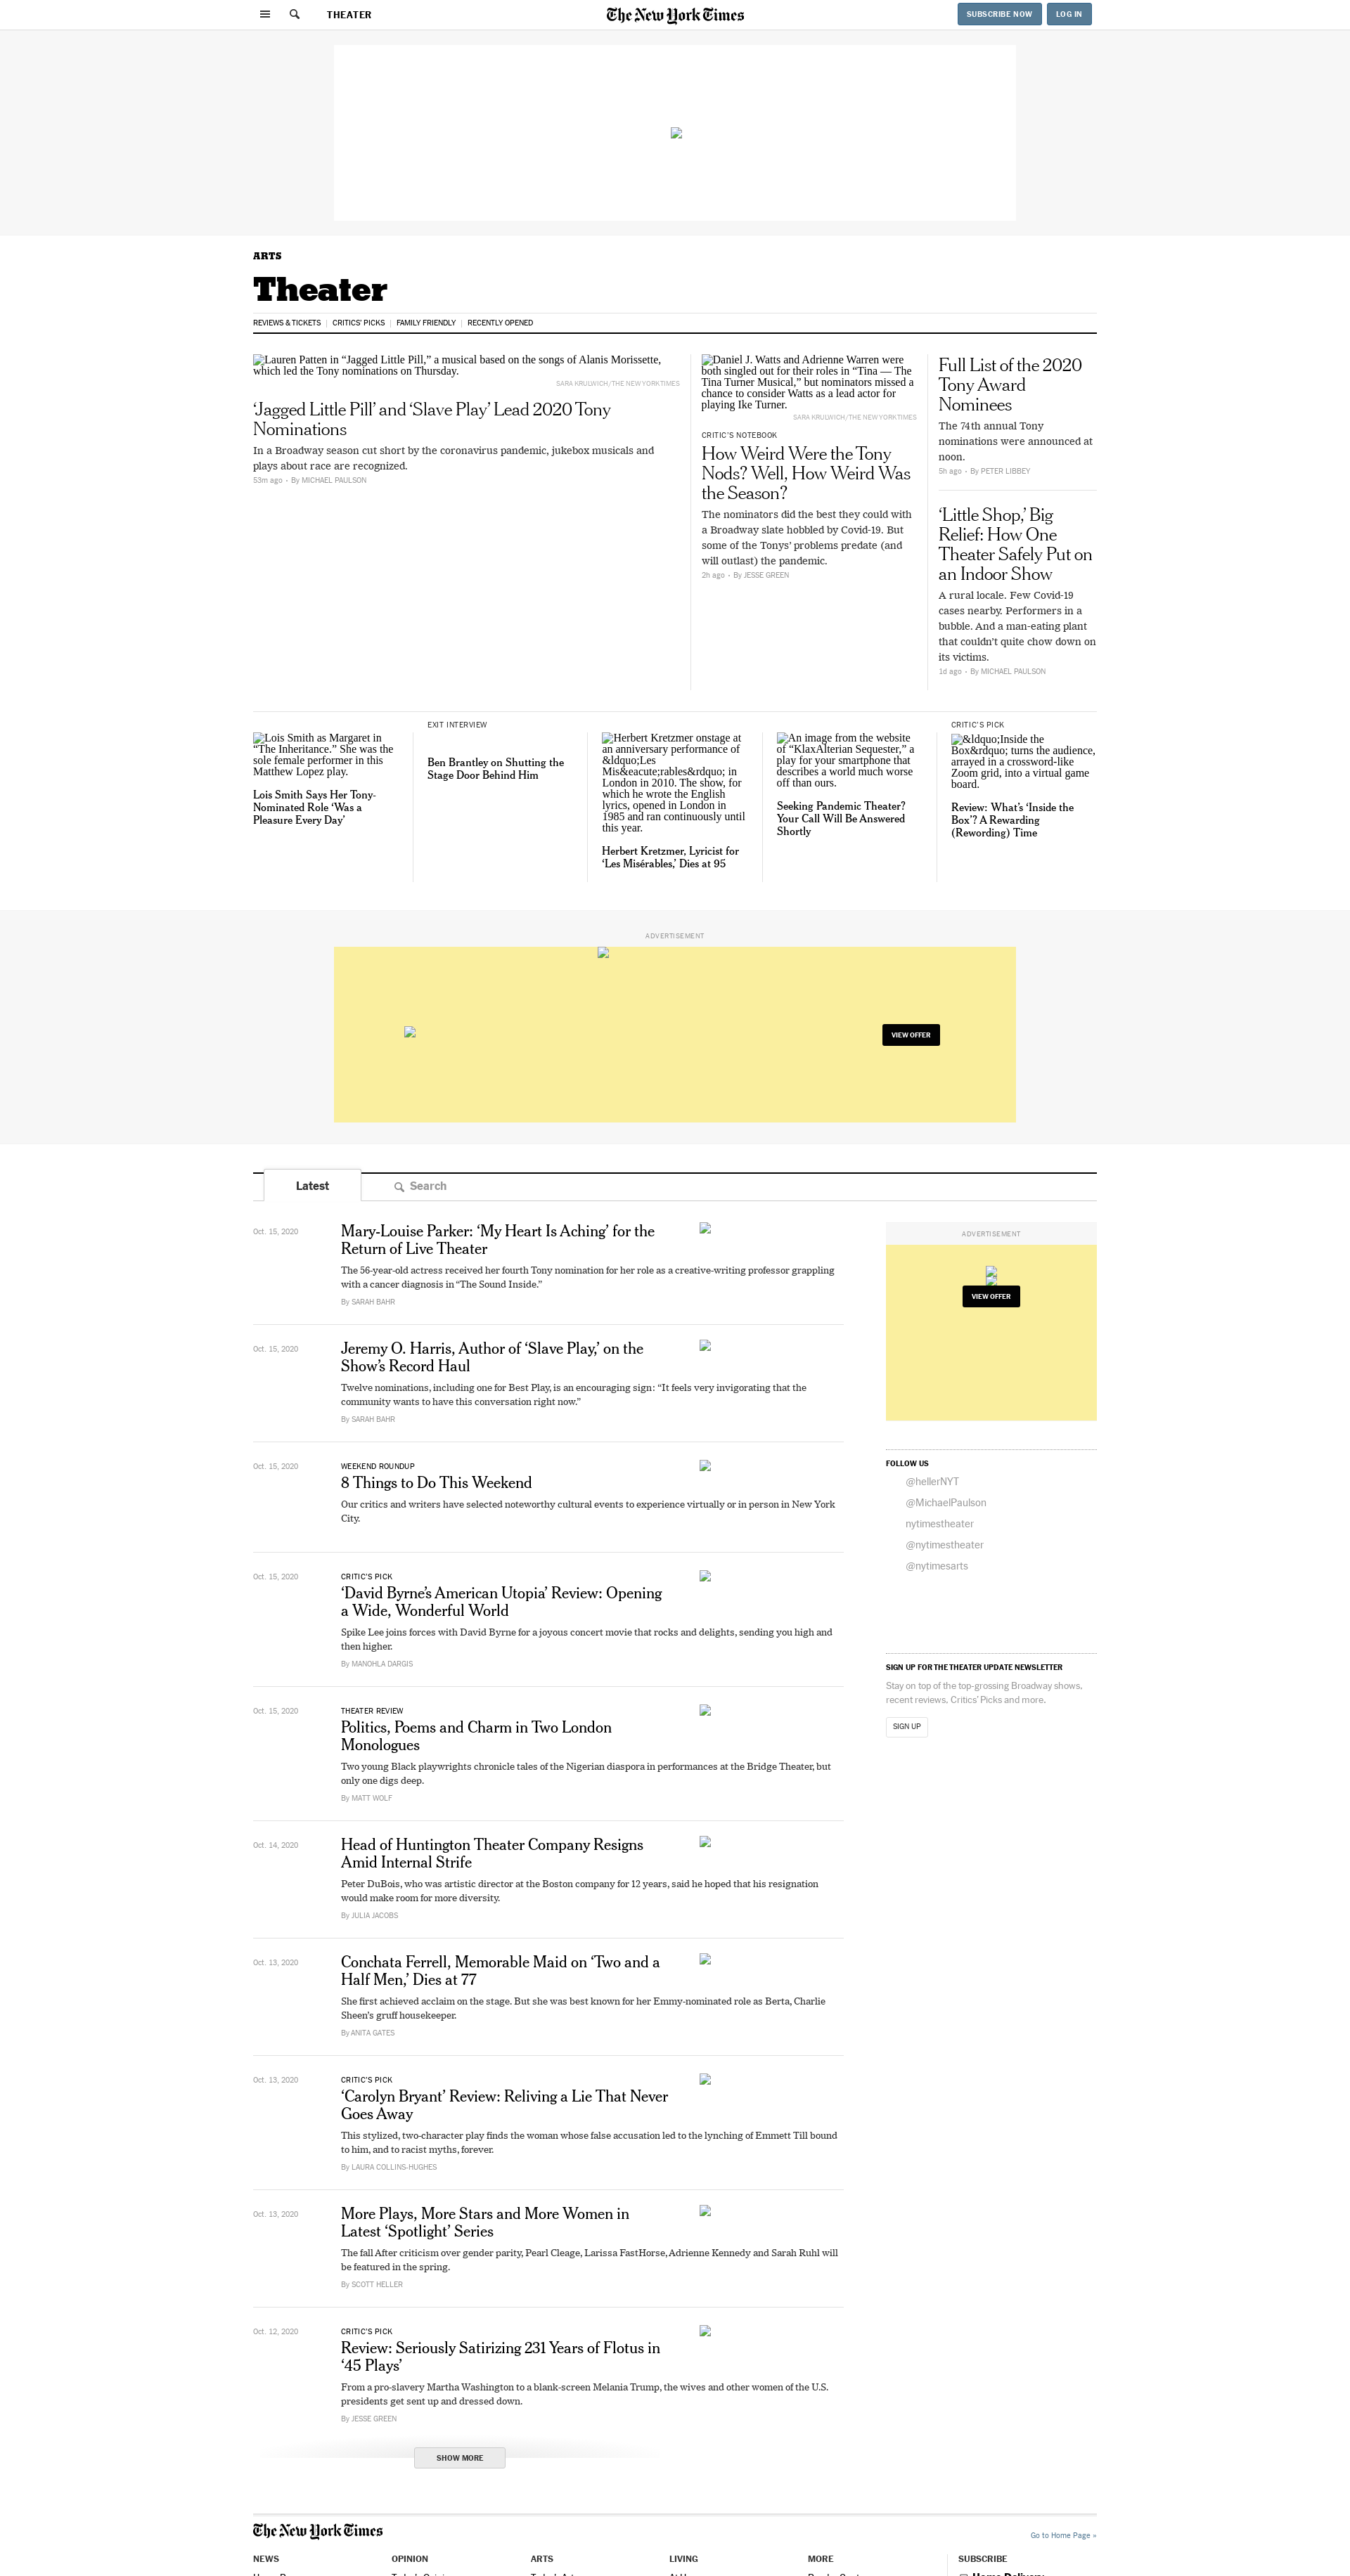 THEATER
The New York Times
SUBSCRIBE NOW
LOG IN
ARTS
Theater
REVIEWS & TICKETS | CRITICS' PICKS | FAMILY FRIENDLY | RECENTLY OPENED
Lauren Patten in “Jagged Little Pill,” a musical based on the songs of Alanis Morissette,
which led the Tony nominations on Thursday.
SARA KRULWICH/THE NEW YORK TIMES
‘Jagged Little Pill’ and ‘Slave Play’ Lead 2020 Tony
Nominations
In a Broadway season cut short by the coronavirus pandemic, jukebox musicals and
plays about race are recognized.
53m ago • By MICHAEL PAULSON
Daniel J. Watts and Adrienne Warren were
both singled out for their roles in “Tina — The
Tina Turner Musical,” but nominators missed a
chance to consider Watts as a lead actor for
playing Ike Turner.
SARA KRULWICH/THE NEW YORK TIMES
CRITIC’S NOTEBOOK
How Weird Were the Tony
Nods? Well, How Weird Was
the Season?
The nominators did the best they could with
a Broadway slate hobbled by Covid-19. But
some of the Tonys’ problems predate (and
will outlast) the pandemic.
2h ago • By JESSE GREEN
Full List of the 2020
Tony Award
Nominees
The 74th annual Tony
nominations were announced at
noon.
5h ago • By PETER LIBBEY
‘Little Shop,’ Big
Relief: How One
Theater Safely Put on
an Indoor Show
A rural locale. Few Covid-19
cases nearby. Performers in a
bubble. And a man-eating plant
that couldn’t quite chow down on
its victims.
1d ago • By MICHAEL PAULSON
Lois Smith as Margaret in
“The Inheritance.” She was the
sole female performer in this
Matthew Lopez play.
Lois Smith Says Her Tony-
Nominated Role ‘Was a
Pleasure Every Day’
EXIT INTERVIEW
Ben Brantley on Shutting the
Stage Door Behind Him
Herbert Kretzmer onstage at
an anniversary performance of
&ldquo;Les
Mis&eacute;rables&rdquo; in
London in 2010. The show, for
which he wrote the English
lyrics, opened in London in
1985 and ran continuously until
this year.
Herbert Kretzmer, Lyricist for
‘Les Misérables,’ Dies at 95
An image from the website
of “KlaxAlterian Sequester,” a
play for your smartphone that
describes a world much worse
off than ours.
Seeking Pandemic Theater?
Your Call Will Be Answered
Shortly
CRITIC’S PICK
&ldquo;Inside the
Box&rdquo; turns the audience,
arrayed in a crossword-like
Zoom grid, into a virtual game
board.
Review: What’s ‘Inside the
Box’? A Rewarding
(Rewording) Time
ADVERTISEMENT
VIEW OFFER
Latest
Search
Oct. 15, 2020
Mary-Louise Parker: ‘My Heart Is Aching’ for the
Return of Live Theater
The 56-year-old actress received her fourth Tony nomination for her role as a creative-writing professor grappling
with a cancer diagnosis in “The Sound Inside.”
By SARAH BAHR
Oct. 15, 2020
Jeremy O. Harris, Author of ‘Slave Play,’ on the
Show’s Record Haul
Twelve nominations, including one for Best Play, is an encouraging sign: “It feels very invigorating that the
community wants to have this conversation right now.”
By SARAH BAHR
Oct. 15, 2020
WEEKEND ROUNDUP
8 Things to Do This Weekend
Our critics and writers have selected noteworthy cultural events to experience virtually or in person in New York
City.
Oct. 15, 2020
CRITIC’S PICK
‘David Byrne’s American Utopia’ Review: Opening
a Wide, Wonderful World
Spike Lee joins forces with David Byrne for a joyous concert movie that rocks and delights, sending you high and
then higher.
By MANOHLA DARGIS
Oct. 15, 2020
THEATER REVIEW
Politics, Poems and Charm in Two London
Monologues
Two young Black playwrights chronicle tales of the Nigerian diaspora in performances at the Bridge Theater, but
only one digs deep.
By MATT WOLF
Oct. 14, 2020
Head of Huntington Theater Company Resigns
Amid Internal Strife
Peter DuBois, who was artistic director at the Boston company for 12 years, said he hoped that his resignation
would make room for more diversity.
By JULIA JACOBS
Oct. 13, 2020
Conchata Ferrell, Memorable Maid on ‘Two and a
Half Men,’ Dies at 77
She first achieved acclaim on the stage. But she was best known for her Emmy-nominated role as Berta, Charlie
Sheen’s gruff housekeeper.
By ANITA GATES
Oct. 13, 2020
CRITIC’S PICK
‘Carolyn Bryant’ Review: Reliving a Lie That Never
Goes Away
This stylized, two-character play finds the woman whose false accusation led to the lynching of Emmett Till bound
to him, and to racist myths, forever.
By LAURA COLLINS-HUGHES
Oct. 13, 2020
More Plays, More Stars and More Women in
Latest ‘Spotlight’ Series
The fall After criticism over gender parity, Pearl Cleage, Larissa FastHorse, Adrienne Kennedy and Sarah Ruhl will
be featured in the spring.
By SCOTT HELLER
Oct. 12, 2020
CRITIC’S PICK
Review: Seriously Satirizing 231 Years of Flotus in
‘45 Plays’
From a pro-slavery Martha Washington to a blank-screen Melania Trump, the wives and other women of the U.S.
presidents get sent up and dressed down.
By JESSE GREEN
SHOW MORE
ADVERTISEMENT
VIEW OFFER
FOLLOW US
@hellerNYT
@MichaelPaulson
nytimestheater
@nytimestheater
@nytimesarts
SIGN UP FOR THE THEATER UPDATE NEWSLETTER
Stay on top of the top-grossing Broadway shows,
recent reviews, Critics’ Picks and more.
SIGN UP
The New York Times
Go to Home Page »
NEWS
OPINION
ARTS
LIVING
MORE
SUBSCRIBE